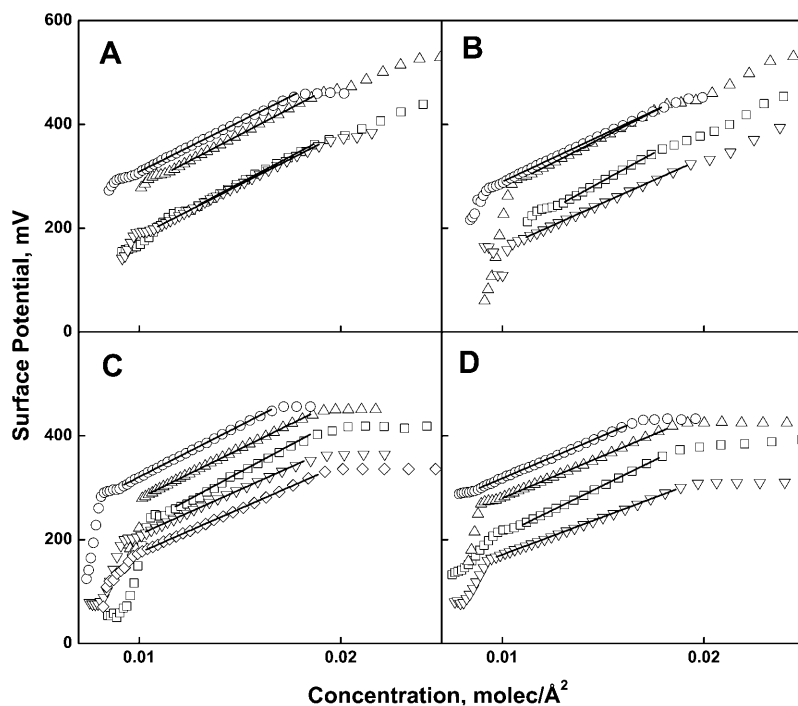 600
A
B
400
200
0
C
D
400
200
0
0.01
0.02
0.01
0.02
Surface Potential, mV
Concentration, molec/Å²